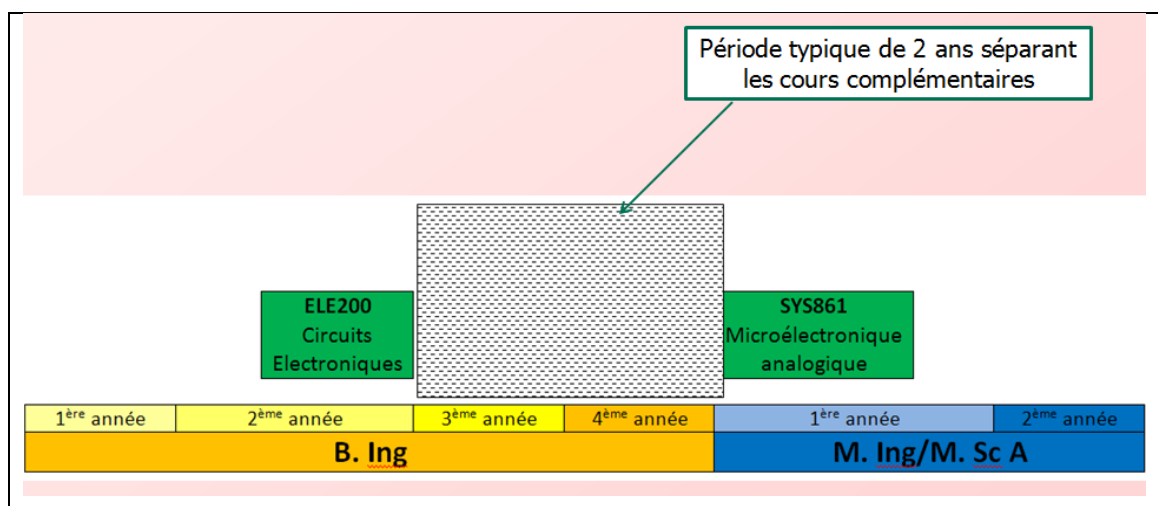 Période typique de 2 ans séparant
les cours complémentaires
ELE200
Circuits
Electroniques
SYS861
Microélectronique
analogique
1ère année 2ème année 3ème année 4ème année 1ère année 2ème année
B. Ing M. Ing/M. Sc A